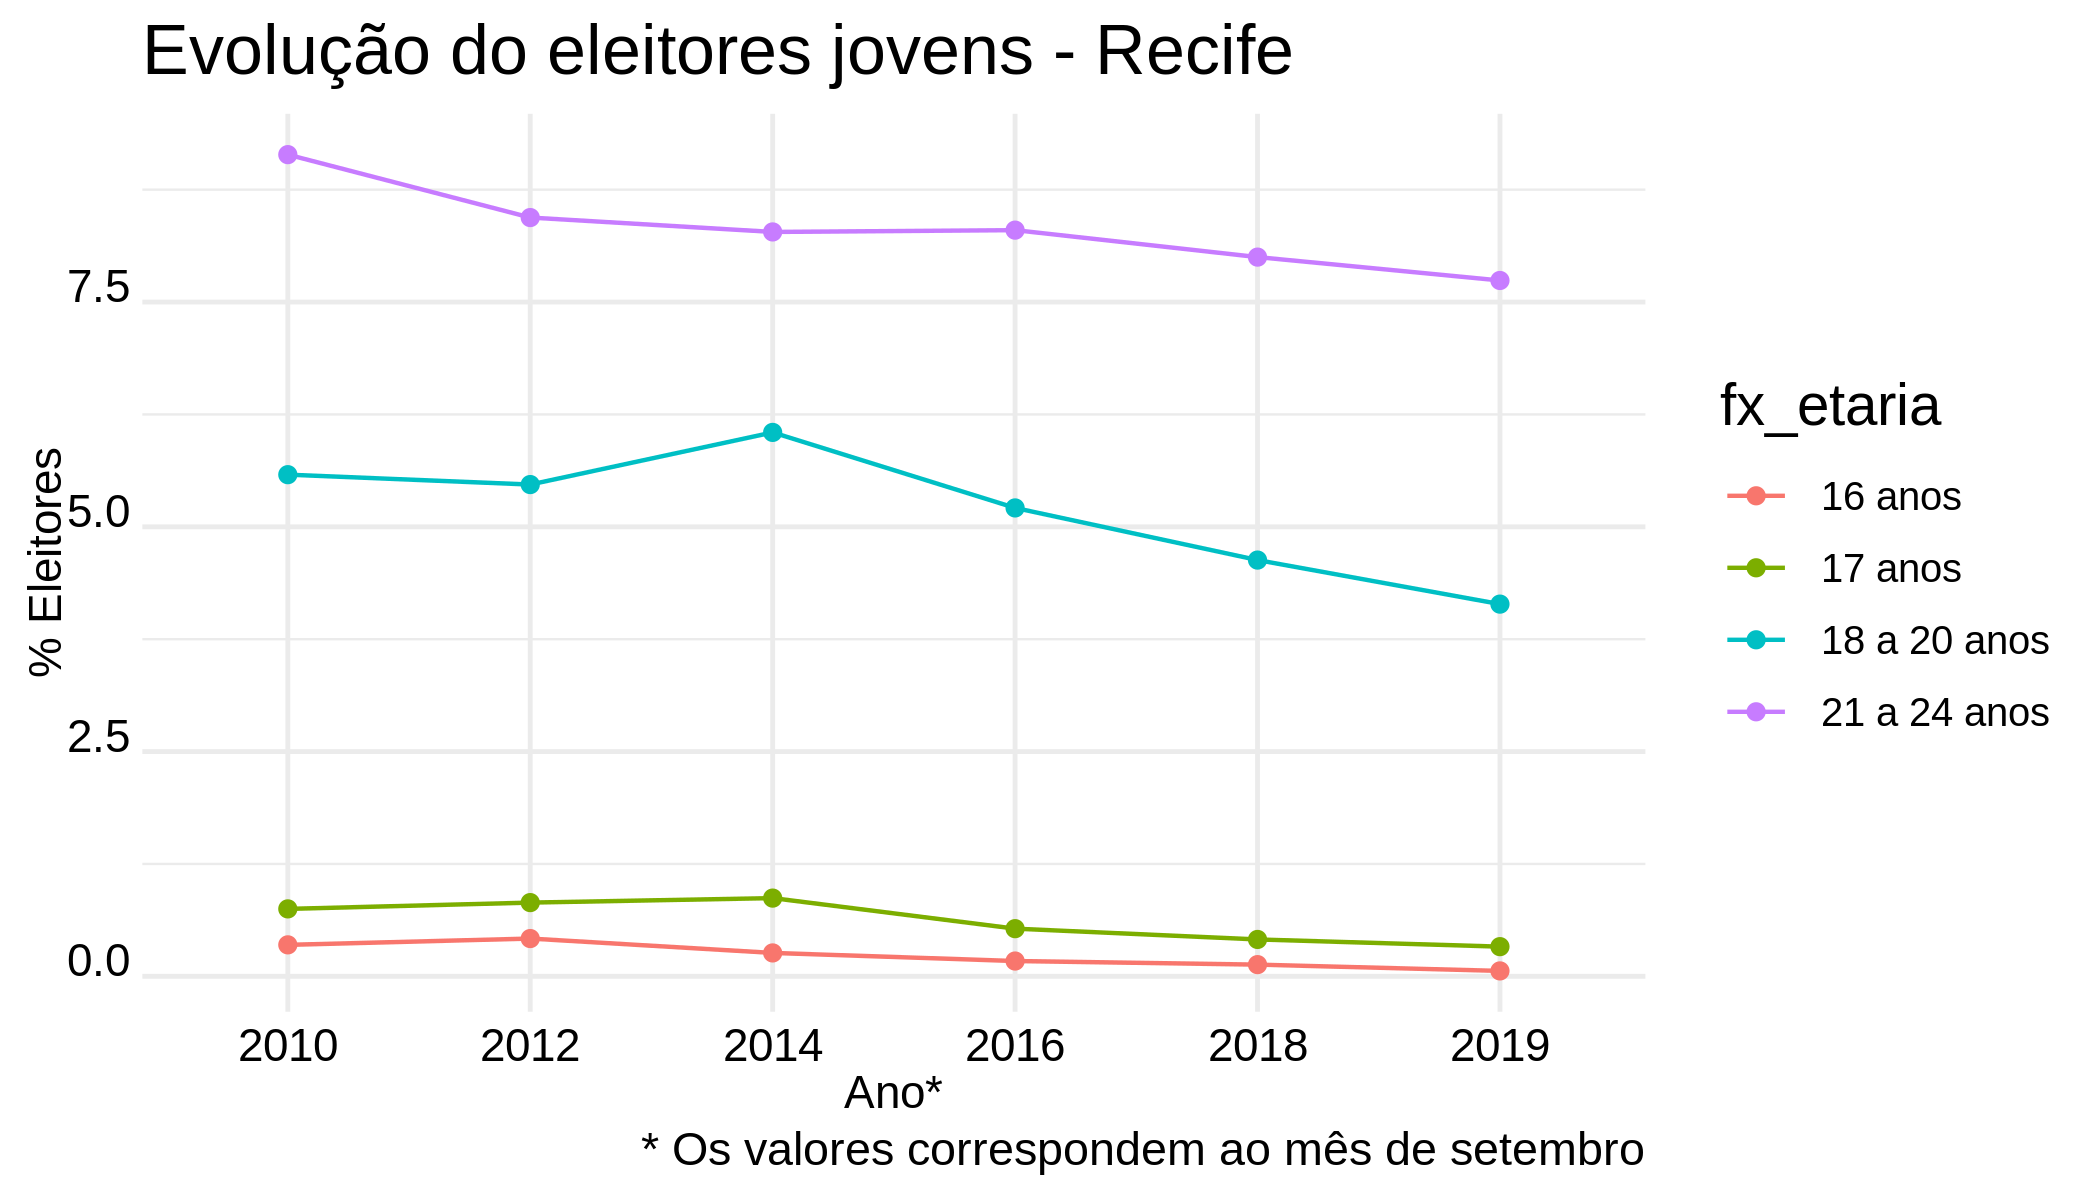 Evolução do eleitores jovens - Recife
% Eleitores
7.5
5.0
2.5
0.0
2010 2012 2014 2016 2018 2019
Ano*
* Os valores correspondem ao mês de setembro
fx_etaria
16 anos
17 anos
18 a 20 anos
21 a 24 anos